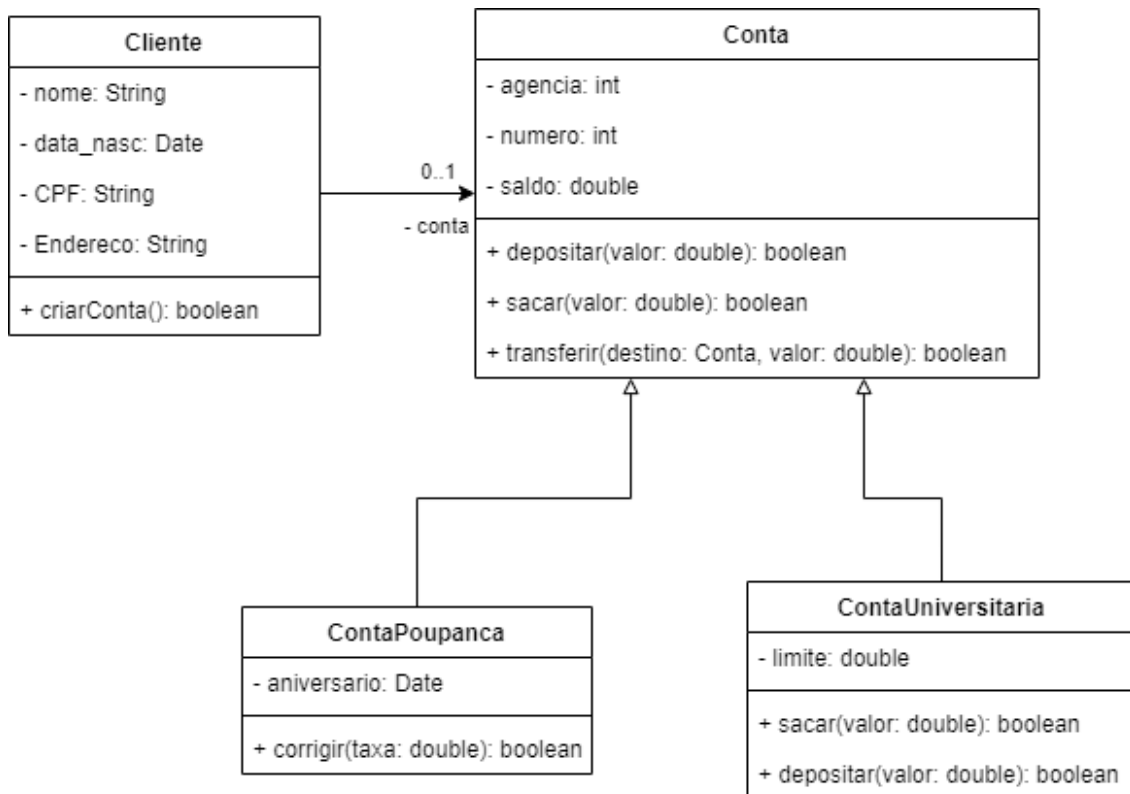 Cliente
- nome: String
- data_nasc: Date
- CPF: String
- Endereco: String
+ criarConta(): boolean
0..1
- conta
Conta
- agencia: int
- numero: int
- saldo: double
+ depositar(valor: double): boolean
+ sacar(valor: double): boolean
+ transferir(destino: Conta, valor: double): boolean
ContaPoupanca
- aniversario: Date
+ corrigir(taxa: double): boolean
ContaUniversitaria
- limite: double
+ sacar(valor: double): boolean
+ depositar(valor: double): boolean